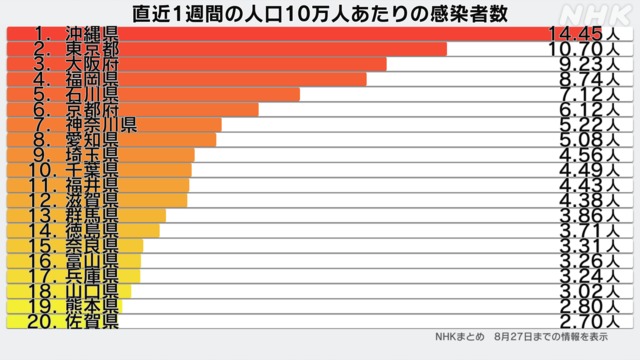 直近1週間の人口10万人あたりの感染者数
NHK
1. 沖縄県 14.45人
2. 東京都 10.70人
3. 大阪府 9.23人
4. 福岡県 8.74人
5. 石川県 7.12人
6. 京都府 6.12人
7. 神奈川県 5.22人
8. 愛知県 5.08人
9. 埼玉県 4.56人
10. 千葉県 4.49人
11. 福井県 4.43人
12. 滋賀県 4.38人
13. 群馬県 3.86人
14. 徳島県 3.71人
15. 奈良県 3.31人
16. 富山県 3.26人
17. 兵庫県 3.24人
18. 山口県 3.02人
19. 熊本県 2.80人
20. 佐賀県 2.70人
NHKまとめ 8月27日までの情報を表示